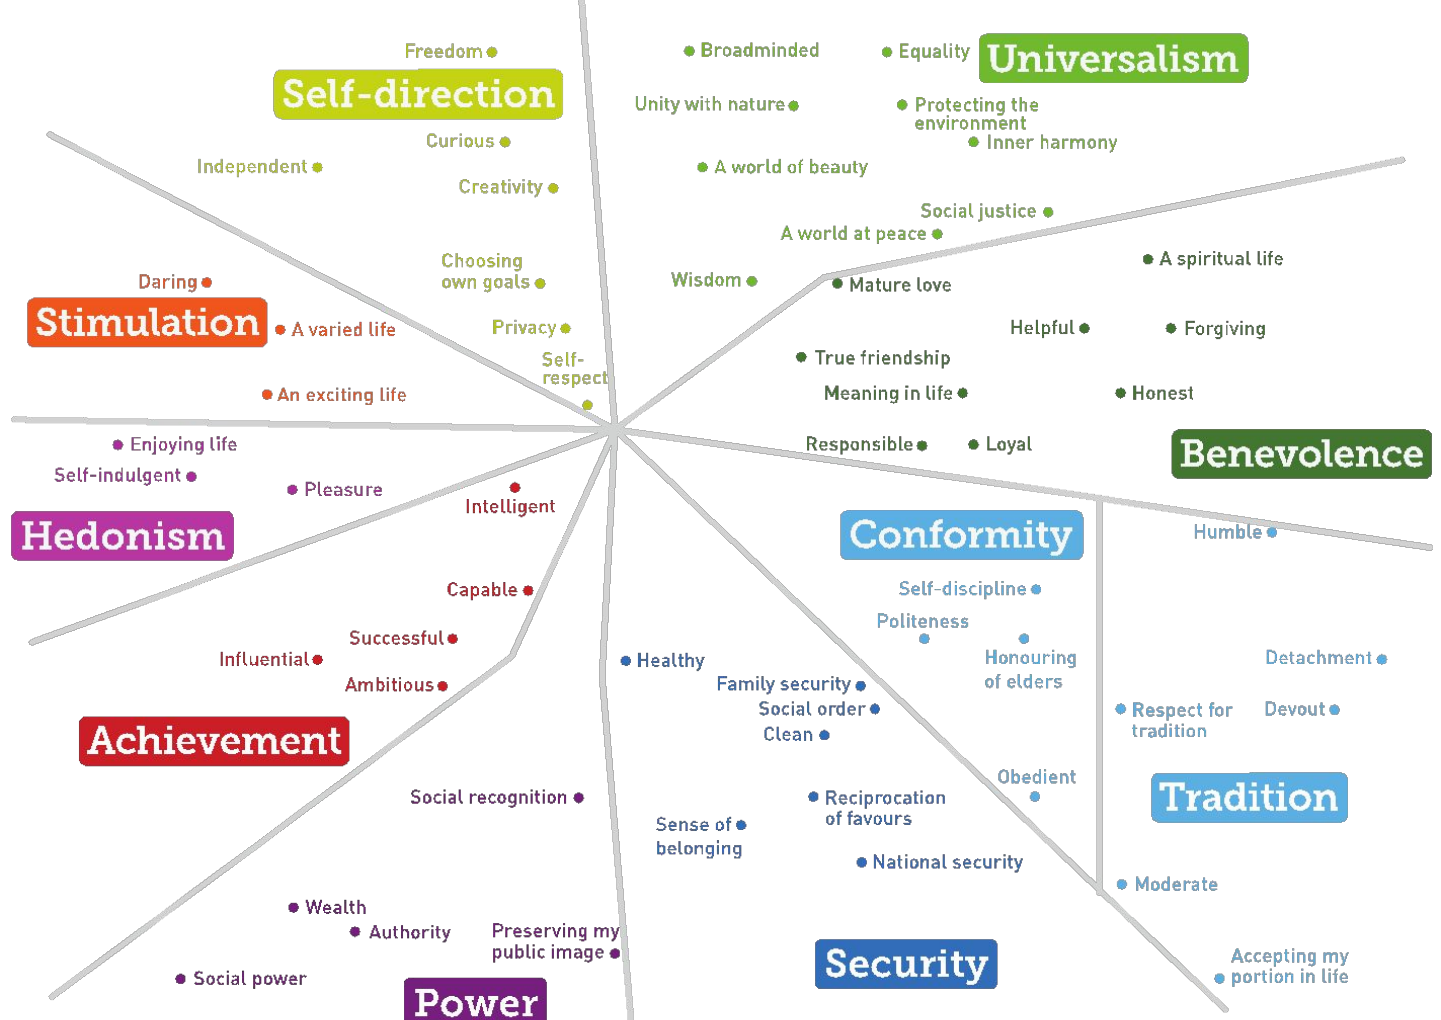 Freedom
Self-direction
Curious
Independent
Creativity
Choosing
own goals
Privacy
Self-
respect
Broadminded
Equality
Universalism
Unity with nature
Protecting the
environment
Inner harmony
A world of beauty
Social justice
A world at peace
Wisdom
Daring
Stimulation
A varied life
An exciting life
A spiritual life
Mature love
Helpful
Forgiving
True friendship
Meaning in life
Honest
Responsible
Loyal
Benevolence
Enjoying life
Self-indulgent
Pleasure
Hedonism
Intelligent
Capable
Successful
Influential
Ambitious
Achievement
Conformity
Self-discipline
Politeness
Honouring
of elders
Obedient
Humble
Detachment
Respect for
tradition
Devout
Tradition
Moderate
Accepting my
portion in life
Healthy
Family security
Social order
Clean
Reciprocation
of favours
Sense of
belonging
National security
Security
Social recognition
Wealth
Authority
Preserving my
public image
Social power
Power